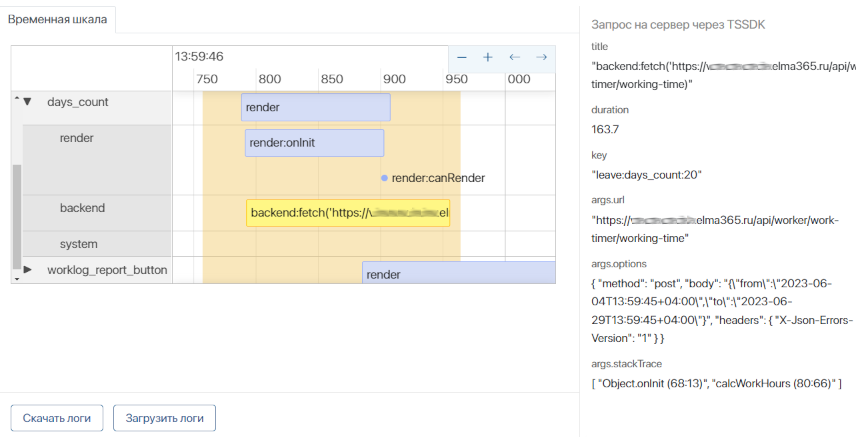 Временная шкала
13:59:46
− + ← →
750 800 850 900 950 000
▼ days_count
render
render
render:onInit
render:canRender
backend
backend:fetch('https:// el
system
▶ worklog_report_button
render
Скачать логи
Загрузить логи
Запрос на сервер через TSSDK
title
"backend:fetch('https:// elma365.ru/api/w
timer/working-time)"
duration
163.7
key
"leave:days_count:20"
args.url
"https:// elma365.ru/api/worker/work-
timer/working-time"
args.options
{ "method": "post", "body": "{\"from\":\"2023-06-
04T13:59:45+04:00\",\"to\":\"2023-06-
29T13:59:45+04:00\"}", "headers": { "X-Json-Errors-
Version": "1" } }
args.stackTrace
[ "Object.onInit (68:13)", "calcWorkHours (80:66)" ]